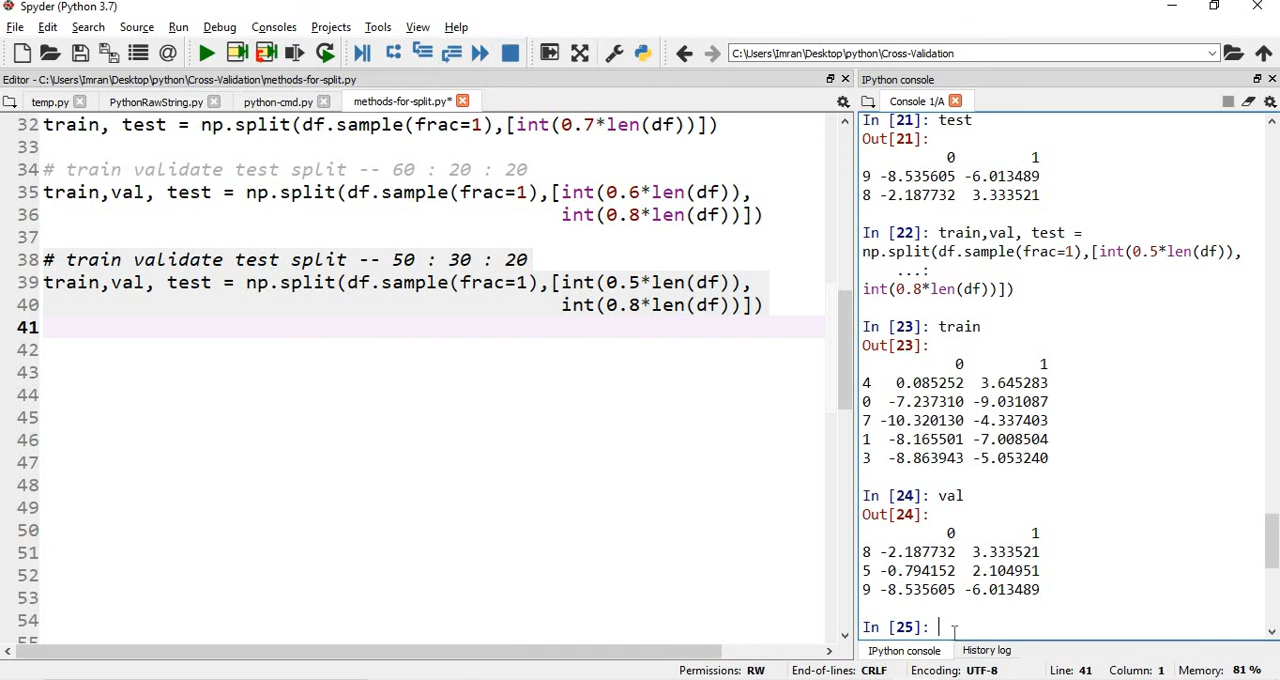 Spyder (Python 3.7)
File Edit Search Source Run Debug Consoles Projects Tools View Help
C:\Users\Imran\Desktop\python\Cross-Validation
Editor - C:\Users\Imran\Desktop\python\Cross-Validation\methods-for-split.py
IPython console
temp.py PythonRawString.py python-cmd.py methods-for-split.py*
Console 1/A
32 train, test = np.split(df.sample(frac=1),[int(0.7*len(df))])
33
34 # train validate test split -- 60 : 20 : 20
35 train,val, test = np.split(df.sample(frac=1),[int(0.6*len(df)),
36 int(0.8*len(df))])
37
38 # train validate test split -- 50 : 30 : 20
39 train,val, test = np.split(df.sample(frac=1),[int(0.5*len(df)),
40 int(0.8*len(df))])
41
42
43
44
45
46
47
48
49
50
51
52
53
54
55
In [21]: test
Out[21]:
0 1
9 -8.535605 -6.013489
8 -2.187732 3.333521
In [22]: train,val, test =
np.split(df.sample(frac=1),[int(0.5*len(df)),
...:
int(0.8*len(df))])
In [23]: train
Out[23]:
0 1
4 0.085252 3.645283
0 -7.237310 -9.031087
7 -10.320130 -4.337403
1 -8.165501 -7.008504
3 -8.863943 -5.053240
In [24]: val
Out[24]:
0 1
8 -2.187732 3.333521
5 -0.794152 2.104951
9 -8.535605 -6.013489
In [25]:
IPython console History log
Permissions: RW End-of-lines: CRLF Encoding: UTF-8 Line: 41 Column: 1 Memory: 81 %